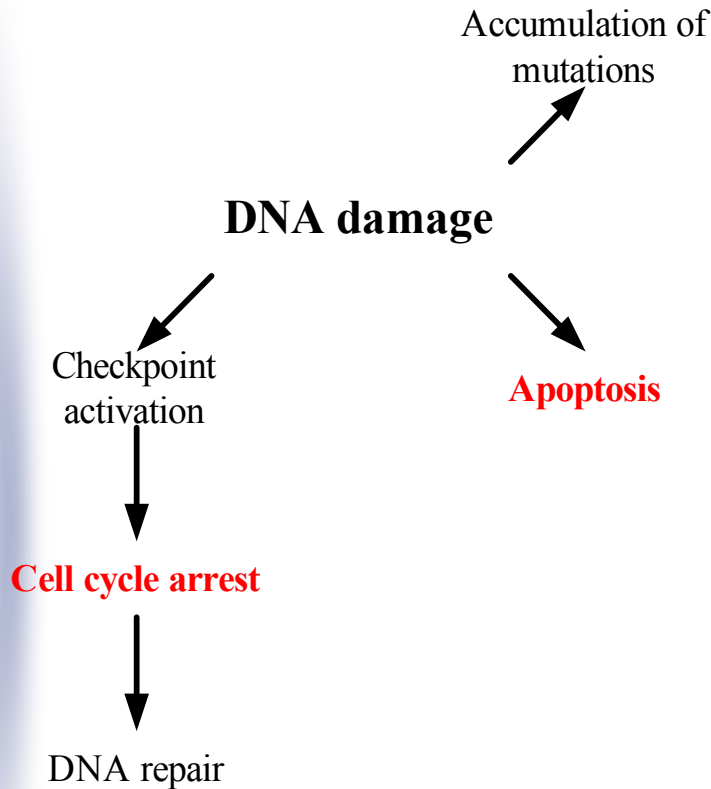 Accumulation of
mutations
DNA damage
Checkpoint
activation
Apoptosis
Cell cycle arrest
DNA repair